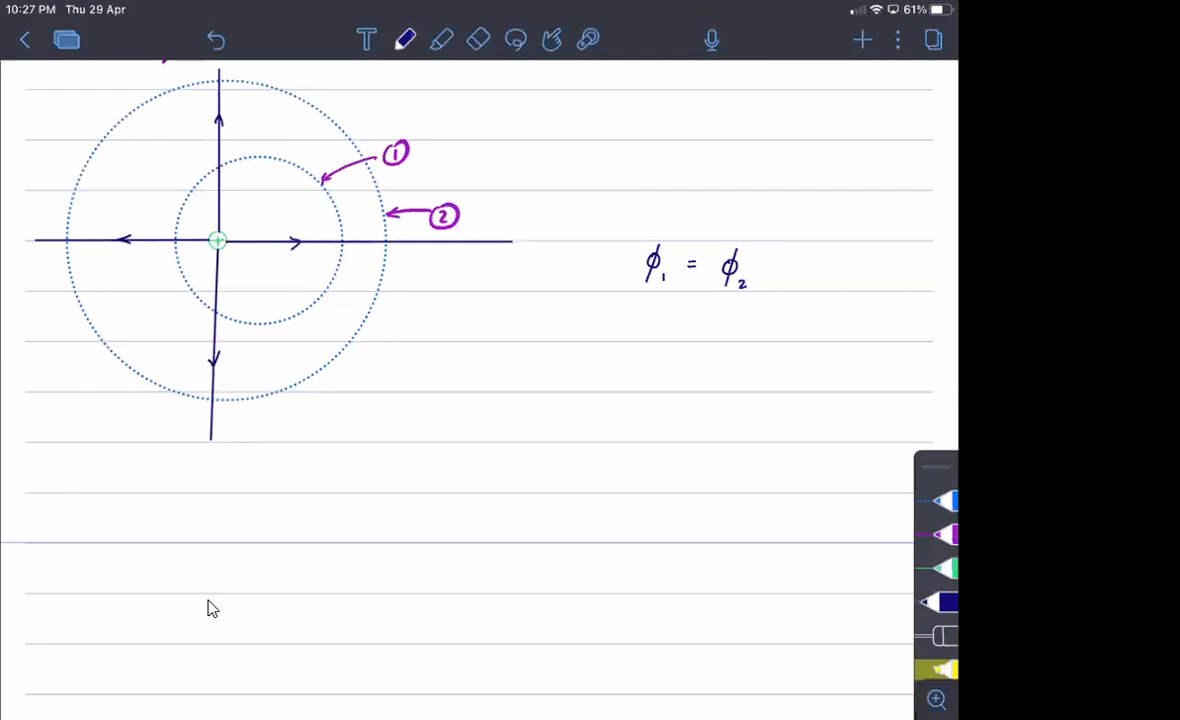 10:27 PM Thu 29 Apr 61%
T
①
②
+
ϕ₁ = ϕ₂